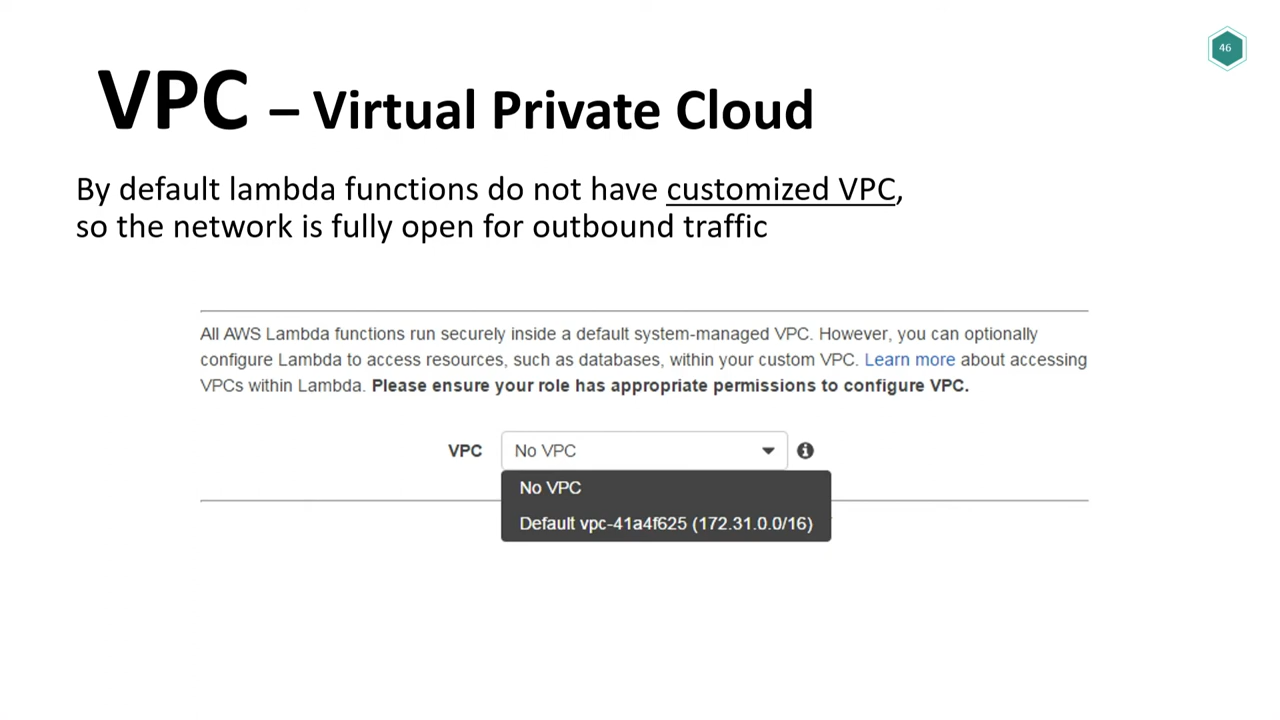 46
VPC – Virtual Private Cloud
By default lambda functions do not have customized VPC,
so the network is fully open for outbound traffic
All AWS Lambda functions run securely inside a default system-managed VPC. However, you can optionally
configure Lambda to access resources, such as databases, within your custom VPC. Learn more about accessing
VPCs within Lambda. Please ensure your role has appropriate permissions to configure VPC.
VPC No VPC
No VPC
Default vpc-41a4f625 (172.31.0.0/16)